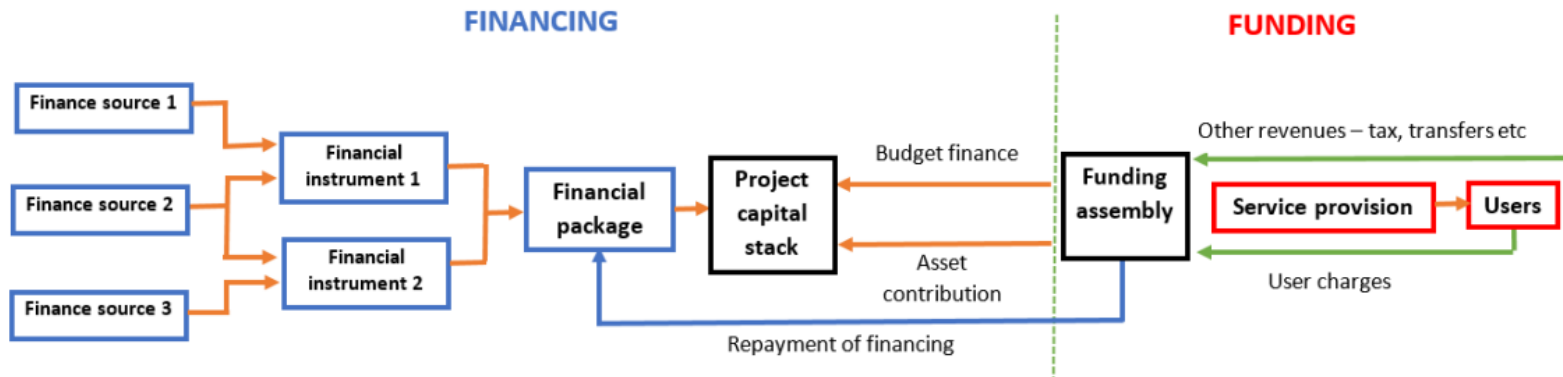 FINANCING
FUNDING
Finance source 1
Finance source 2
Finance source 3
Financial
instrument 1
Financial
instrument 2
Financial
package
Project
capital
stack
Budget finance
Asset
contribution
Repayment of financing
Funding
assembly
Other revenues – tax, transfers etc
Service provision
Users
User charges